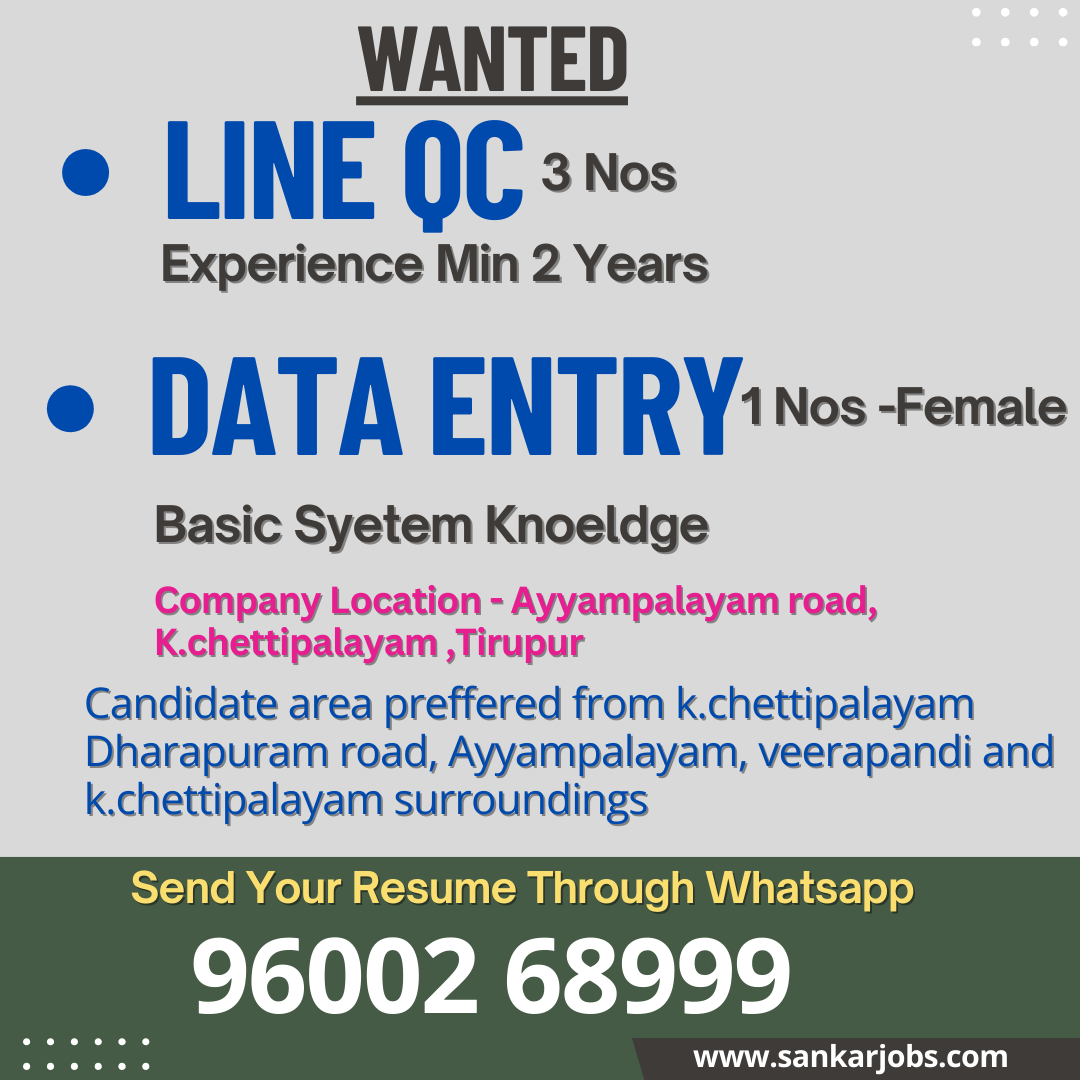 WANTED
LINE QC 3 Nos
Experience Min 2 Years
DATA ENTRY 1 Nos -Female
Basic Syetem Knoeldge
Company Location - Ayyampalayam road,
K.chettipalayam ,Tirupur
Candidate area preffered from k.chettipalayam
Dharapuram road, Ayyampalayam, veerapandi and
k.chettipalayam surroundings
Send Your Resume Through Whatsapp
96002 68999
www.sankarjobs.com